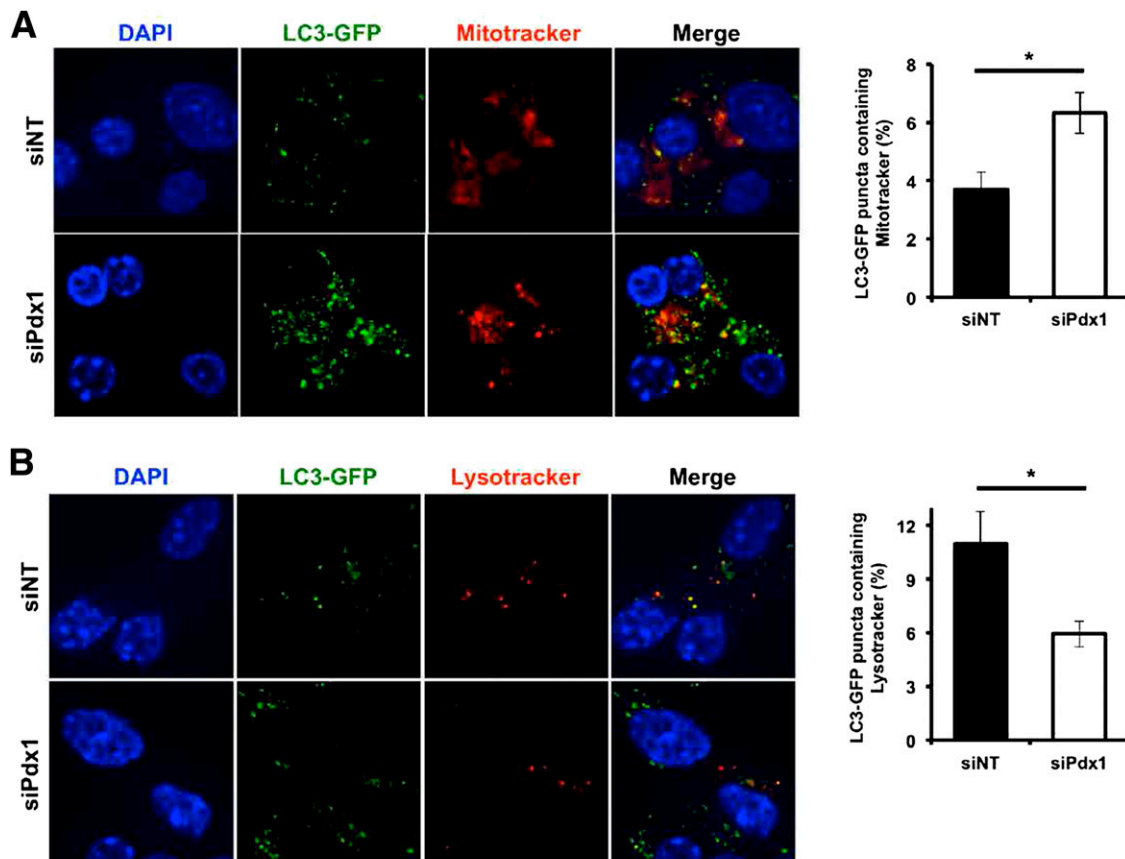 A
DAPI
LC3-GFP
Mitotracker
Merge
siNT
siPdx1
LC3-GFP puncta containing
Mitotracker (%)
8
6
4
2
0
*
siNT
siPdx1
B
DAPI
LC3-GFP
Lysotracker
Merge
siNT
siPdx1
LC3-GFP puncta containing
Lysotracker (%)
12
9
6
3
0
*
siNT
siPdx1